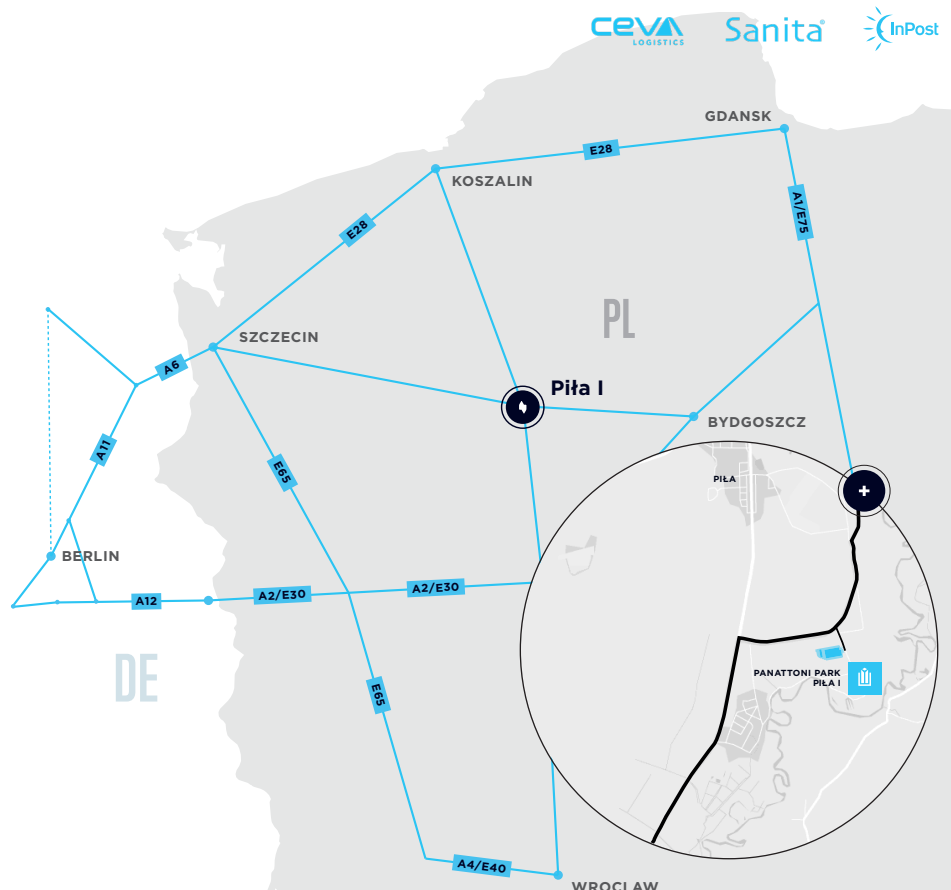 CEVA
LOGISTICS
Sanita®
InPost
GDANSK
E28
KOSZALIN
A1/E75
E28
PL
SZCZECIN
A6
Piła I
BYDGOSZCZ
A11
E65
PIŁA
BERLIN
A2/E30
A2/E30
A12
DE
PANATTONI PARK
PIŁA I
E65
A4/E40
WROCLAW